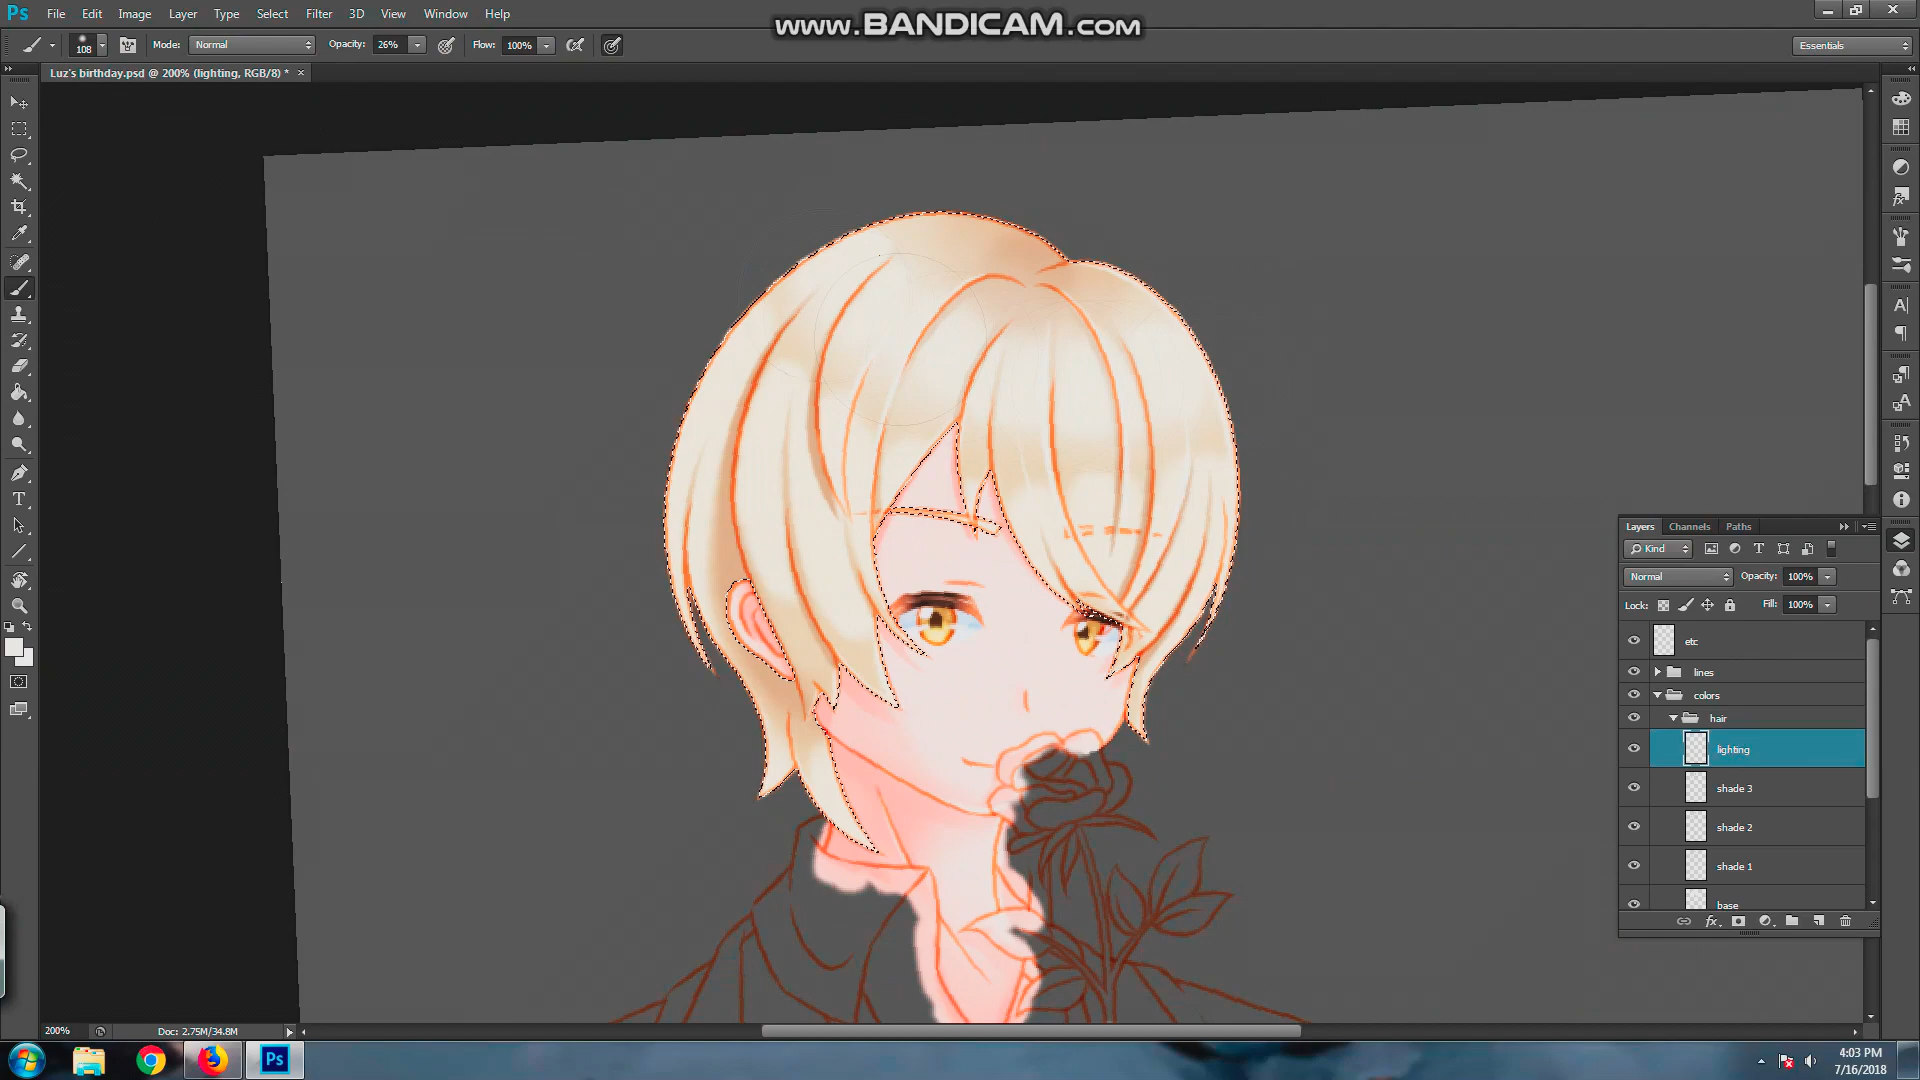 Ps File Edit Image Layer Type Select Filter 3D View Window Help
www.BANDICAM.com
108 Mode: Normal Opacity: 26% Flow: 100% Essentials
Luz's birthday.psd @ 200% (lighting, RGB/8) *
Layers Channels Paths
Kind
Normal Opacity: 100%
Lock: Fill: 100%
etc
lines
colors
hair
lighting
shade 3
shade 2
shade 1
base
200% Doc: 2.75M/34.8M
Ps
4:03 PM
7/16/2018